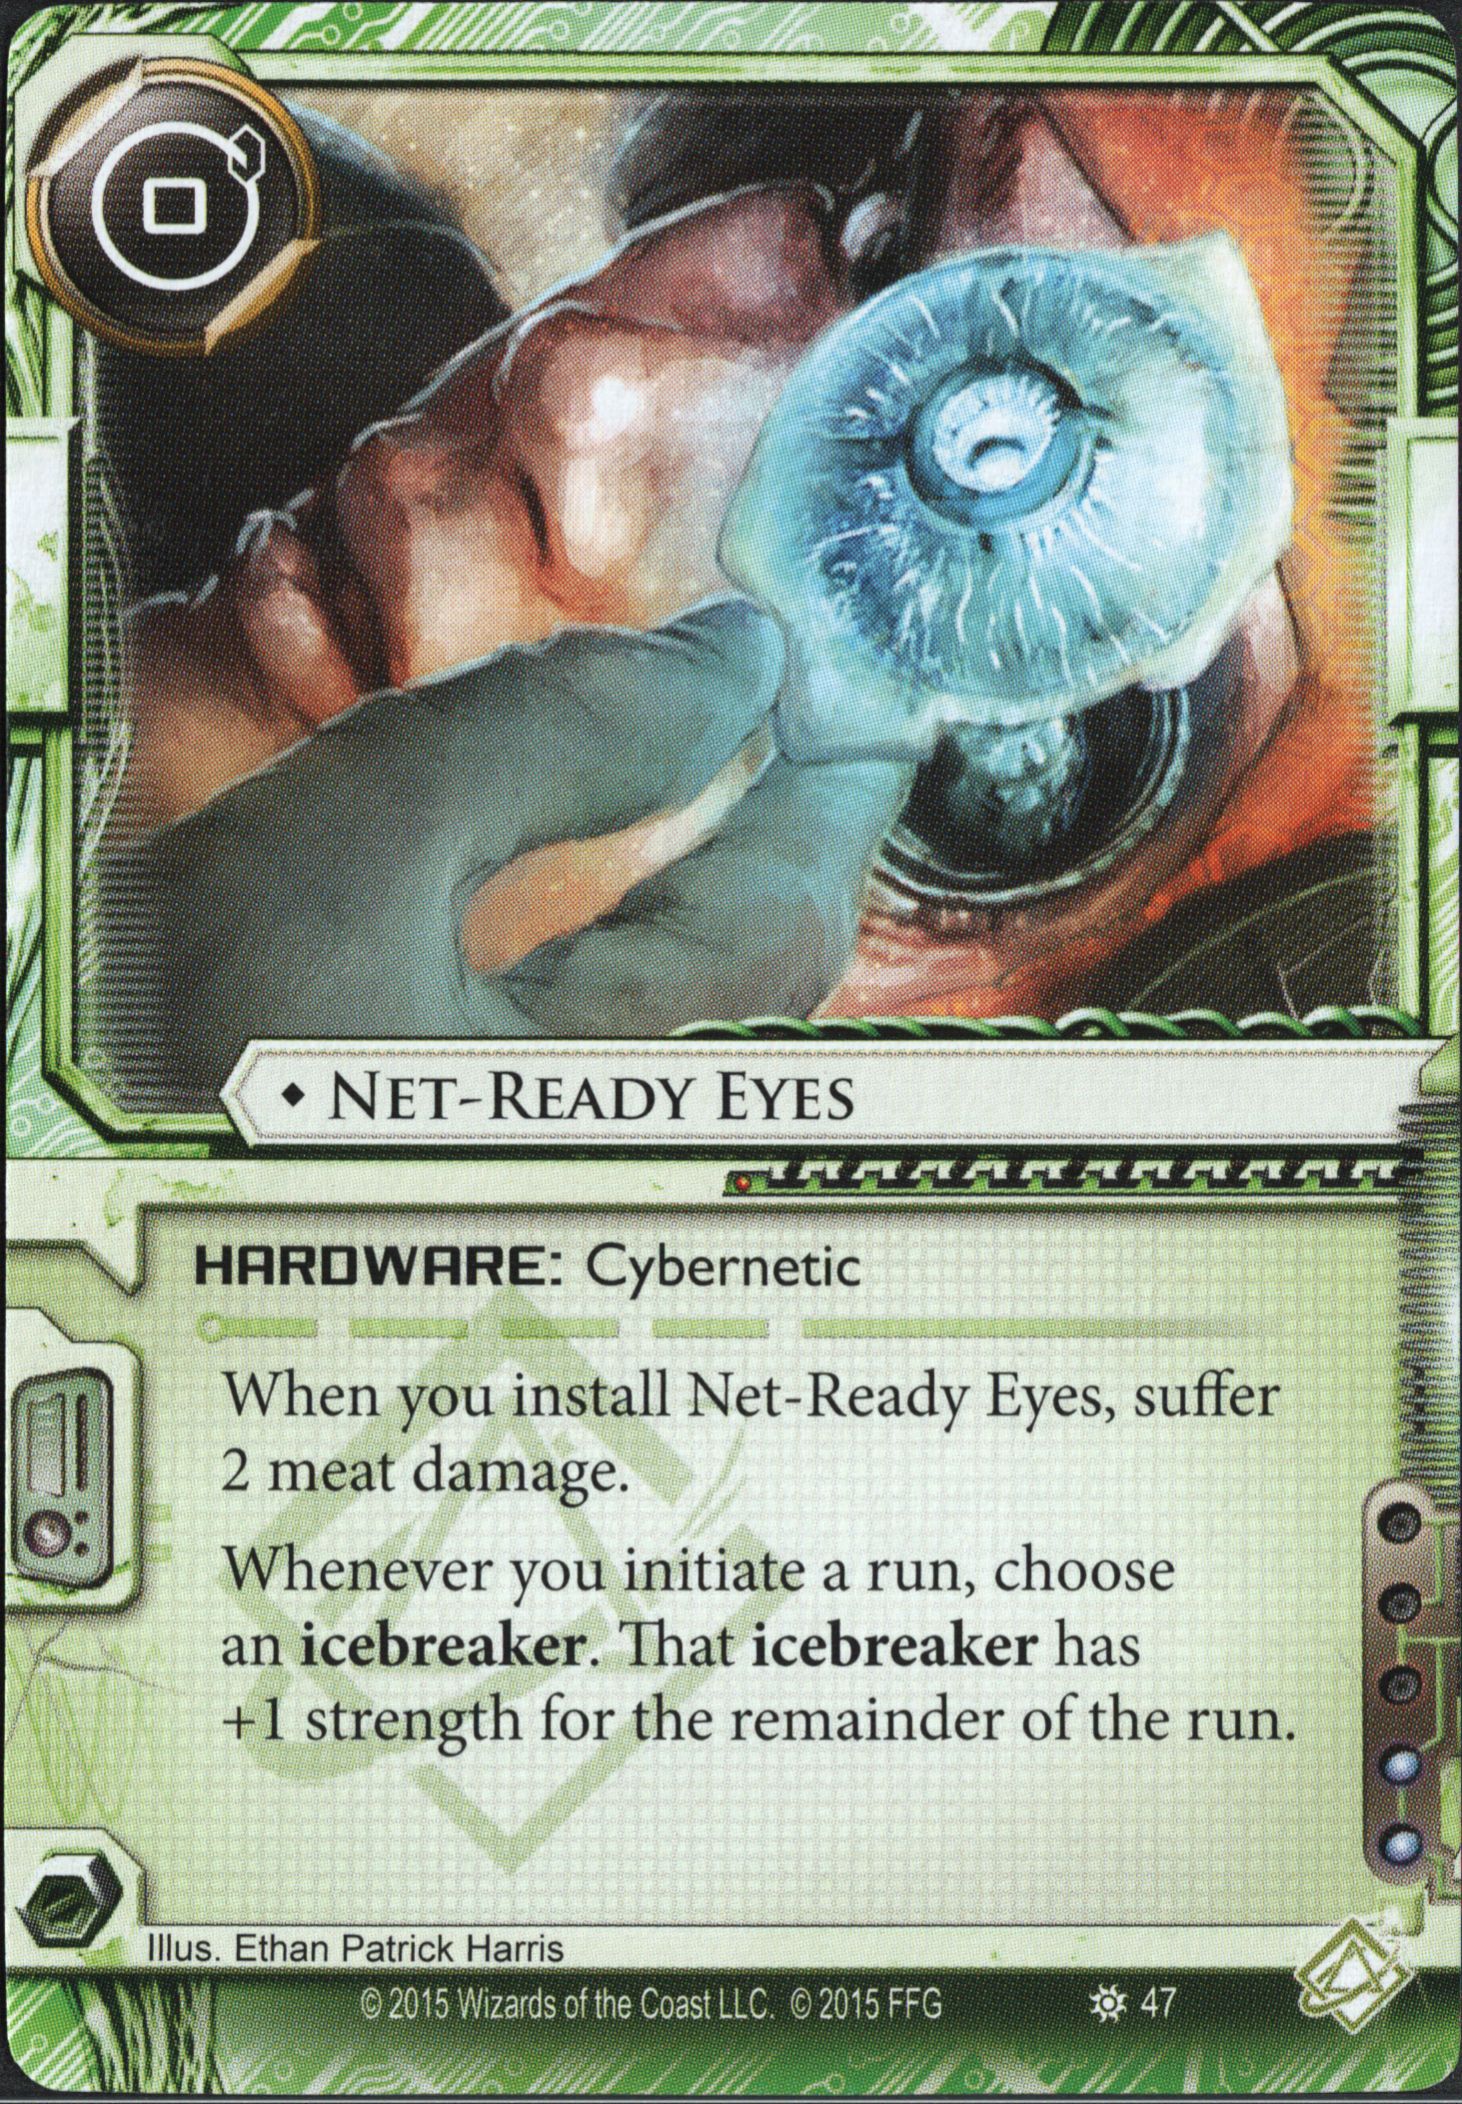 0
◆ NET-READY EYES
HARDWARE: Cybernetic
When you install Net-Ready Eyes, suffer
2 meat damage.
Whenever you initiate a run, choose
an icebreaker. That icebreaker has
+1 strength for the remainder of the run.
Illus. Ethan Patrick Harris
© 2015 Wizards of the Coast LLC. © 2015 FFG
47